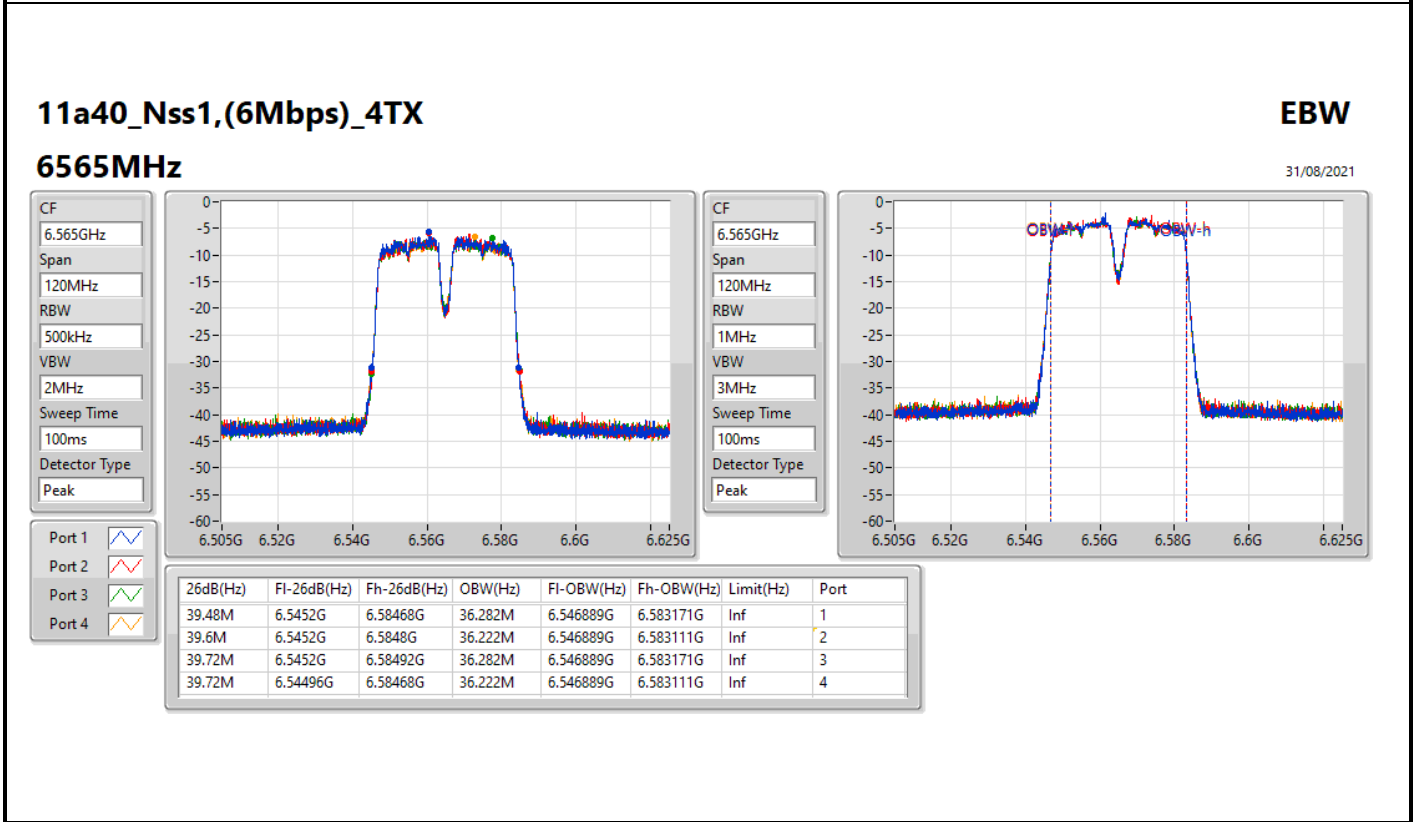 11a40_Nss1,(6Mbps)_4TX EBW
6565MHz 31/08/2021
CF
6.565GHz
Span
120MHz
RBW
500kHz
VBW
2MHz
Sweep Time
100ms
Detector Type
Peak
0
-5
-10
-15
-20
-25
-30
-35
-40
-45
-50
-55
-60
6.505G 6.52G 6.54G 6.56G 6.58G 6.6G 6.625G
CF
6.565GHz
Span
120MHz
RBW
1MHz
VBW
3MHz
Sweep Time
100ms
Detector Type
Peak
0
-5
-10
-15
-20
-25
-30
-35
-40
-45
-50
-55
-60
OBW-h
6.505G 6.52G 6.54G 6.56G 6.58G 6.6G 6.625G
Port 1
Port 2
Port 3
Port 4
26dB(Hz) Fl-26dB(Hz) Fh-26dB(Hz) OBW(Hz) Fl-OBW(Hz) Fh-OBW(Hz) Limit(Hz) Port
39.48M 6.5452G 6.58468G 36.282M 6.546889G 6.583171G Inf 1
39.6M 6.5452G 6.5848G 36.222M 6.546889G 6.583111G Inf 2
39.72M 6.5452G 6.58492G 36.282M 6.546889G 6.583171G Inf 3
39.72M 6.54496G 6.58468G 36.222M 6.546889G 6.583111G Inf 4